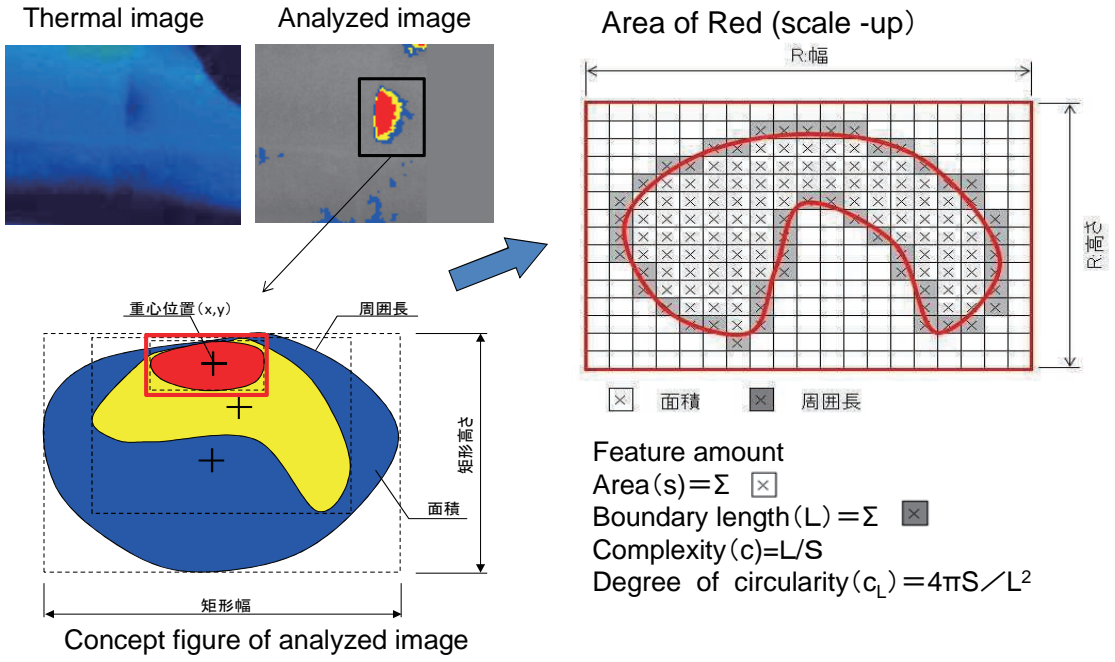 Thermal image
Analyzed image
Area of Red (scale -up)
R:幅
R:高さ
重心位置(x,y)
周囲長
矩形高さ
面積
矩形幅
Concept figure of analyzed image
面積
周囲長
Feature amount
Area(s)=Σ
Boundary length(L)=Σ
Complexity(c)=L/S
Degree of circularity(c_L)=4πS/L²